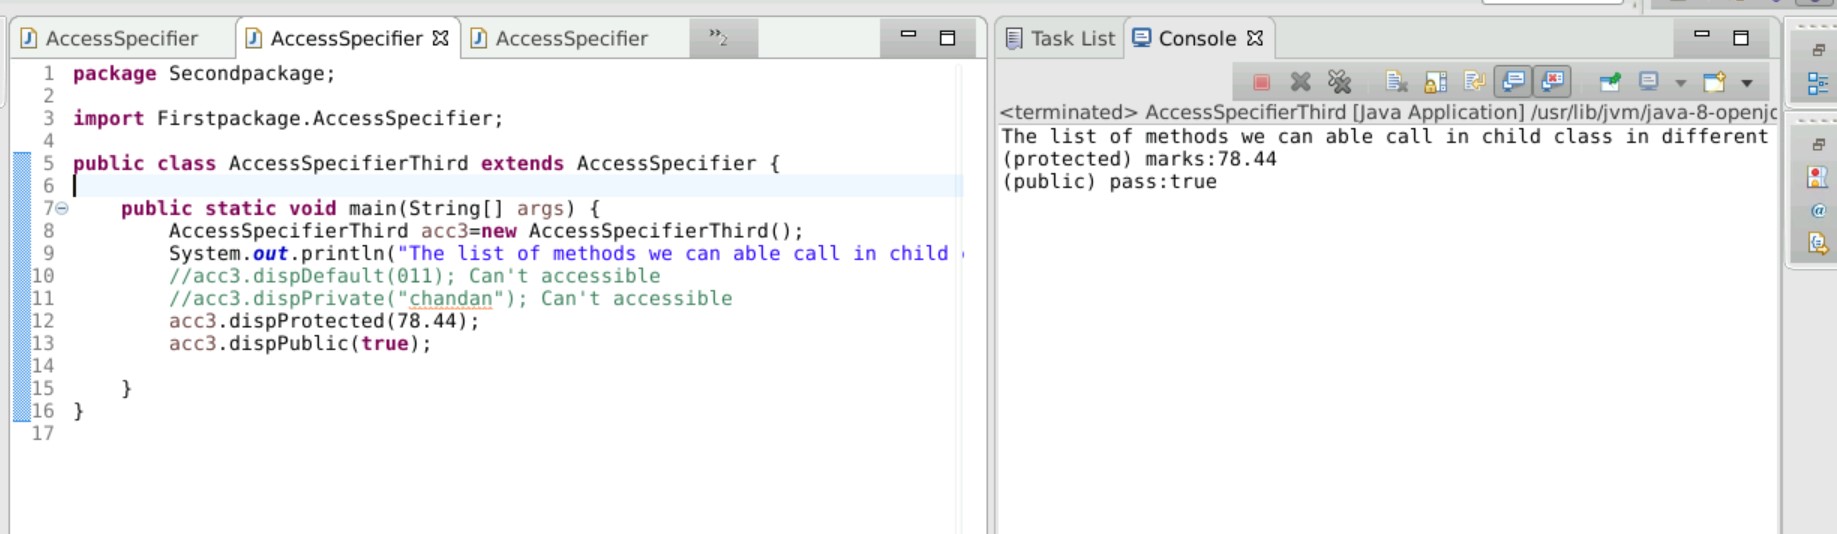 AccessSpecifier
AccessSpecifier
AccessSpecifier
»2
1 package Secondpackage;
2
3 import Firstpackage.AccessSpecifier;
4
5 public class AccessSpecifierThird extends AccessSpecifier {
6
7 public static void main(String[] args) {
8 AccessSpecifierThird acc3=new AccessSpecifierThird();
9 System.out.println("The list of methods we can able call in child
10 //acc3.dispDefault(011); Can't accessible
11 //acc3.dispPrivate("chandan"); Can't accessible
12 acc3.dispProtected(78.44);
13 acc3.dispPublic(true);
14
15 }
16 }
17
Task List
Console
<terminated> AccessSpecifierThird [Java Application] /usr/lib/jvm/java-8-openjd
The list of methods we can able call in child class in different
(protected) marks:78.44
(public) pass:true